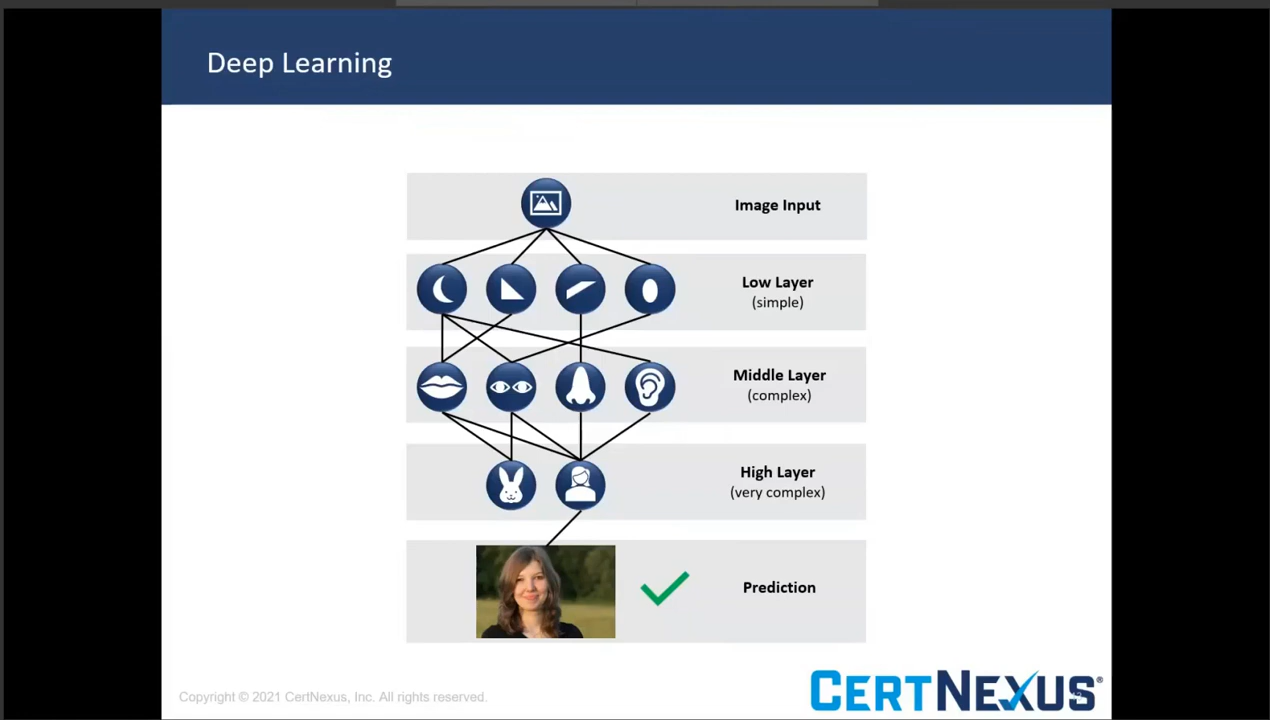 Deep Learning
Image Input
Low Layer
(simple)
Middle Layer
(complex)
High Layer
(very complex)
Prediction
Copyright © 2021 CertNexus, Inc. All rights reserved.
CERTNEXUS®